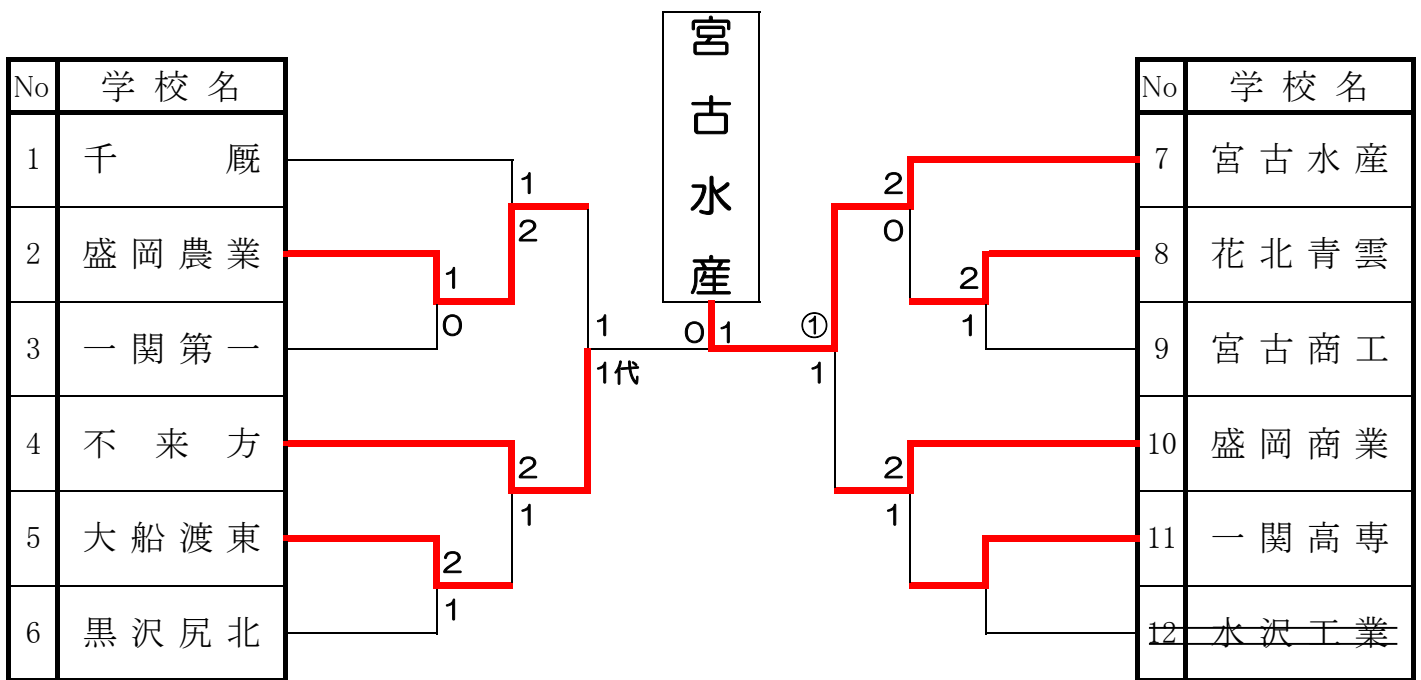 宮古水産
No 学校名
1 千厩
2 盛岡農業
3 一関第一
4 不来方
5 大船渡東
6 黒沢尻北
1
2
1
0
1
1代
2
1
2
1
0 1
①
1
2
0
2
1
2
1
No 学校名
7 宮古水産
8 花北青雲
9 宮古商工
10 盛岡商業
11 一関高専
12 水沢工業